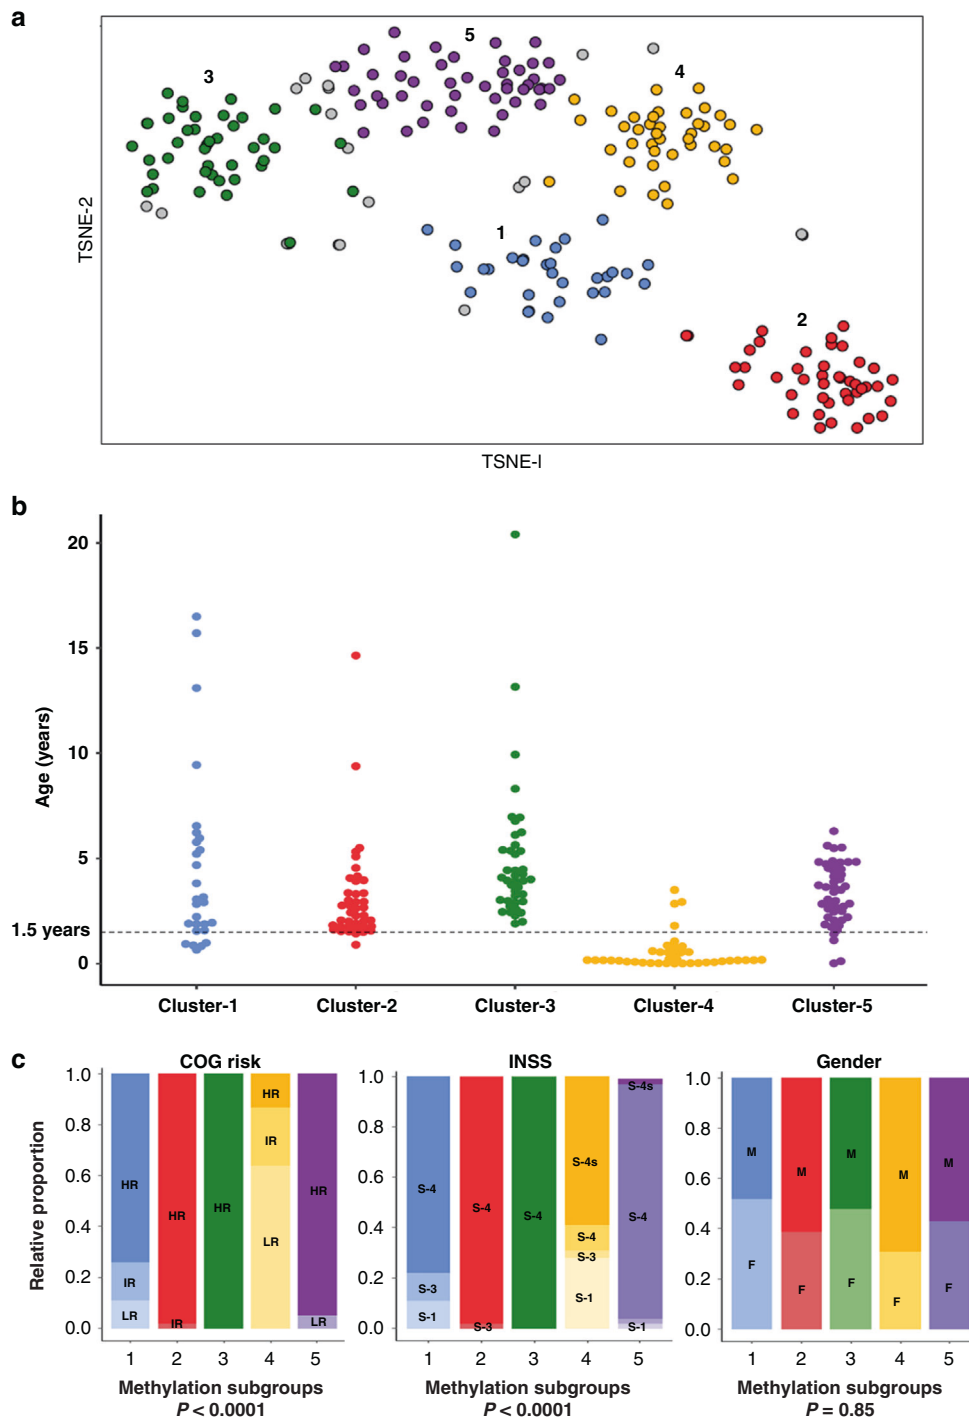 a
5
3
4
1
2
TSNE-2
TSNE-I
b
20
15
10
5
1.5 years
0
Age (years)
Cluster-1 Cluster-2 Cluster-3 Cluster-4 Cluster-5
c
COG risk
1.0
0.8
0.6
0.4
0.2
0.0
Relative proportion
HR
IR
LR
HR
IR
HR
HR
IR
LR
HR
LR
1 2 3 4 5
Methylation subgroups
P < 0.0001
INSS
1.0
0.8
0.6
0.4
0.2
0.0
S-4
S-3
S-1
S-4
S-3
S-4
S-4s
S-4
S-3
S-1
S-4s
S-4
S-1
1 2 3 4 5
Methylation subgroups
P < 0.0001
Gender
1.0
0.8
0.6
0.4
0.2
0.0
M
F
M
F
M
F
M
F
M
F
1 2 3 4 5
Methylation subgroups
P = 0.85